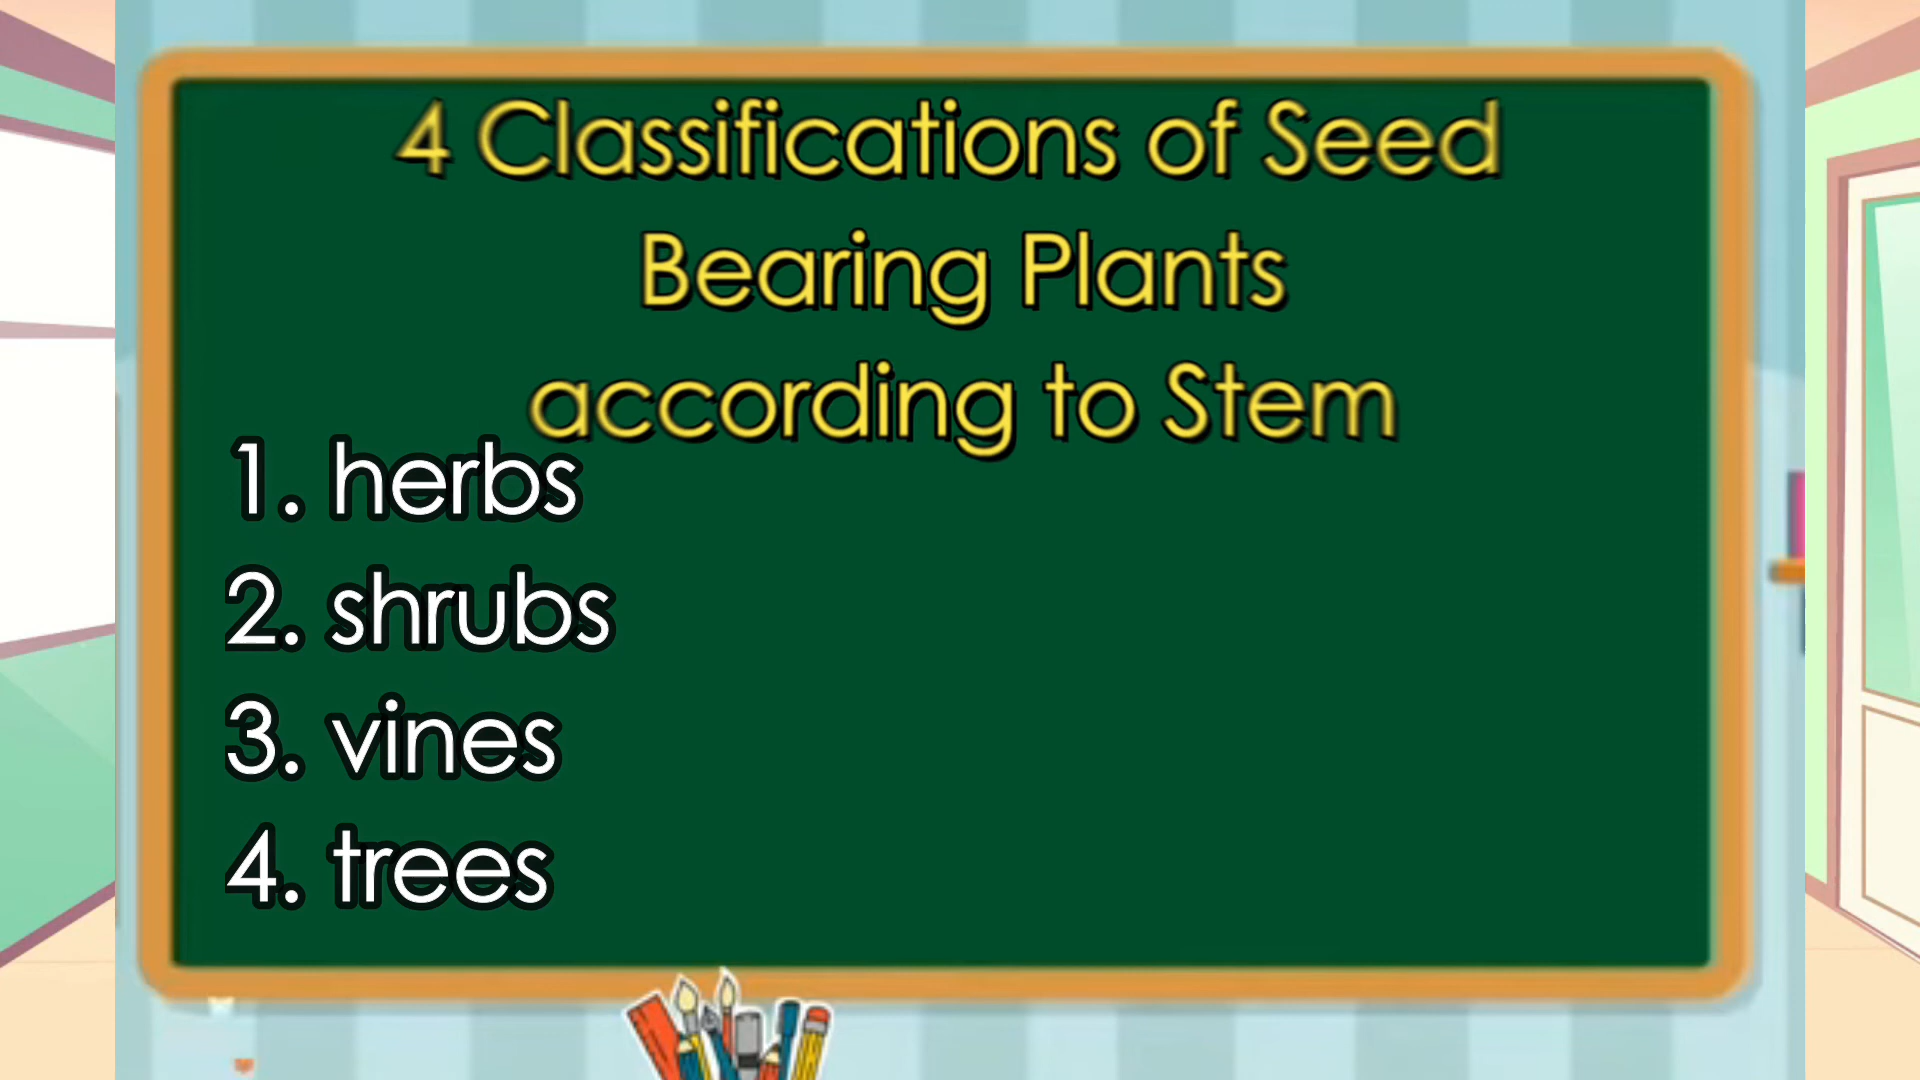 4 Classifications of Seed
Bearing Plants
according to Stem
1. herbs
2. shrubs
3. vines
4. trees